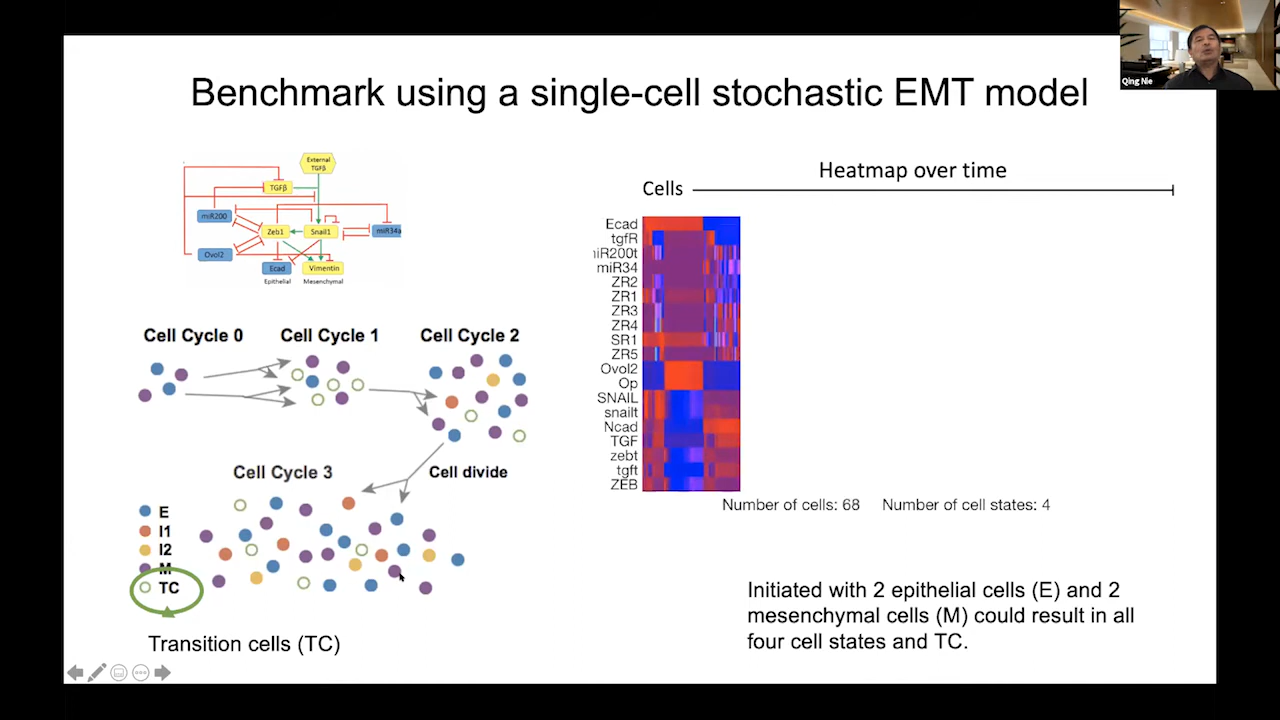 Qing Nie
Benchmark using a single-cell stochastic EMT model
External
TGFβ
TGFβ
miR200
Zeb1
Snail1
miR34a
Ovol2
Ecad
Vimentin
Epithelial
Mesenchymal
Cell Cycle 0
Cell Cycle 1
Cell Cycle 2
Cell Cycle 3
Cell divide
E
I1
I2
M
TC
Transition cells (TC)
Heatmap over time
Cells
Ecad
tgfR
miR200t
miR34
ZR2
ZR1
ZR3
ZR4
SR1
ZR5
Ovol2
Op
SNAIL
snailt
Ncad
TGF
zebt
tgft
ZEB
Number of cells: 68
Number of cell states: 4
Initiated with 2 epithelial cells (E) and 2
mesenchymal cells (M) could result in all
four cell states and TC.